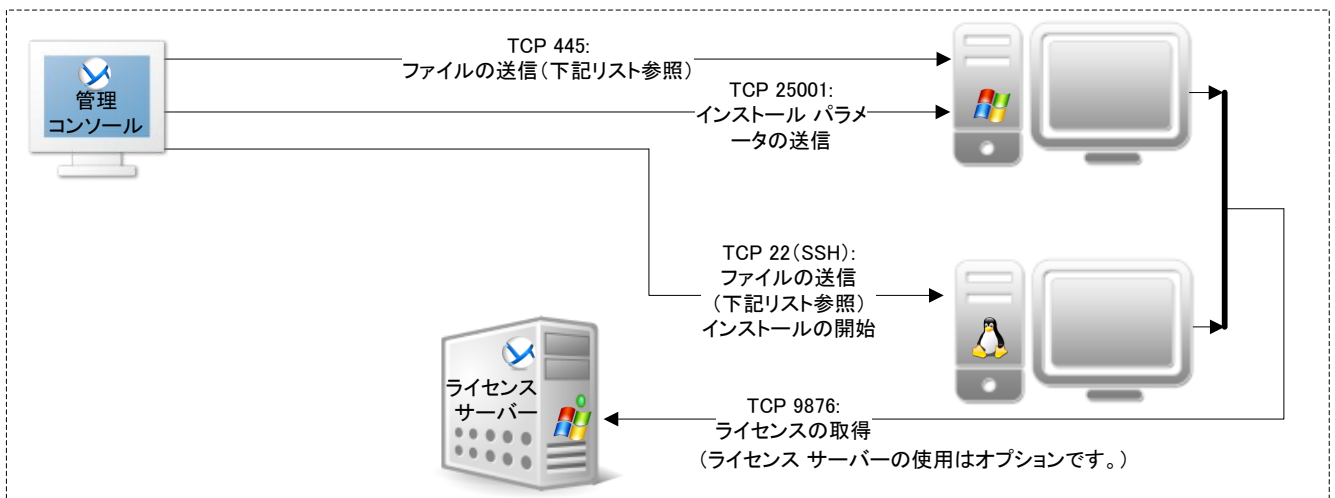 管理
コンソール
TCP 445:
ファイルの送信(下記リスト参照)
TCP 25001:
インストール パラメ
ータの送信
TCP 22(SSH):
ファイルの送信
(下記リスト参照)
インストールの開始
ライセンス
サーバー
TCP 9876:
ライセンスの取得
(ライセンス サーバーの使用はオプションです。)